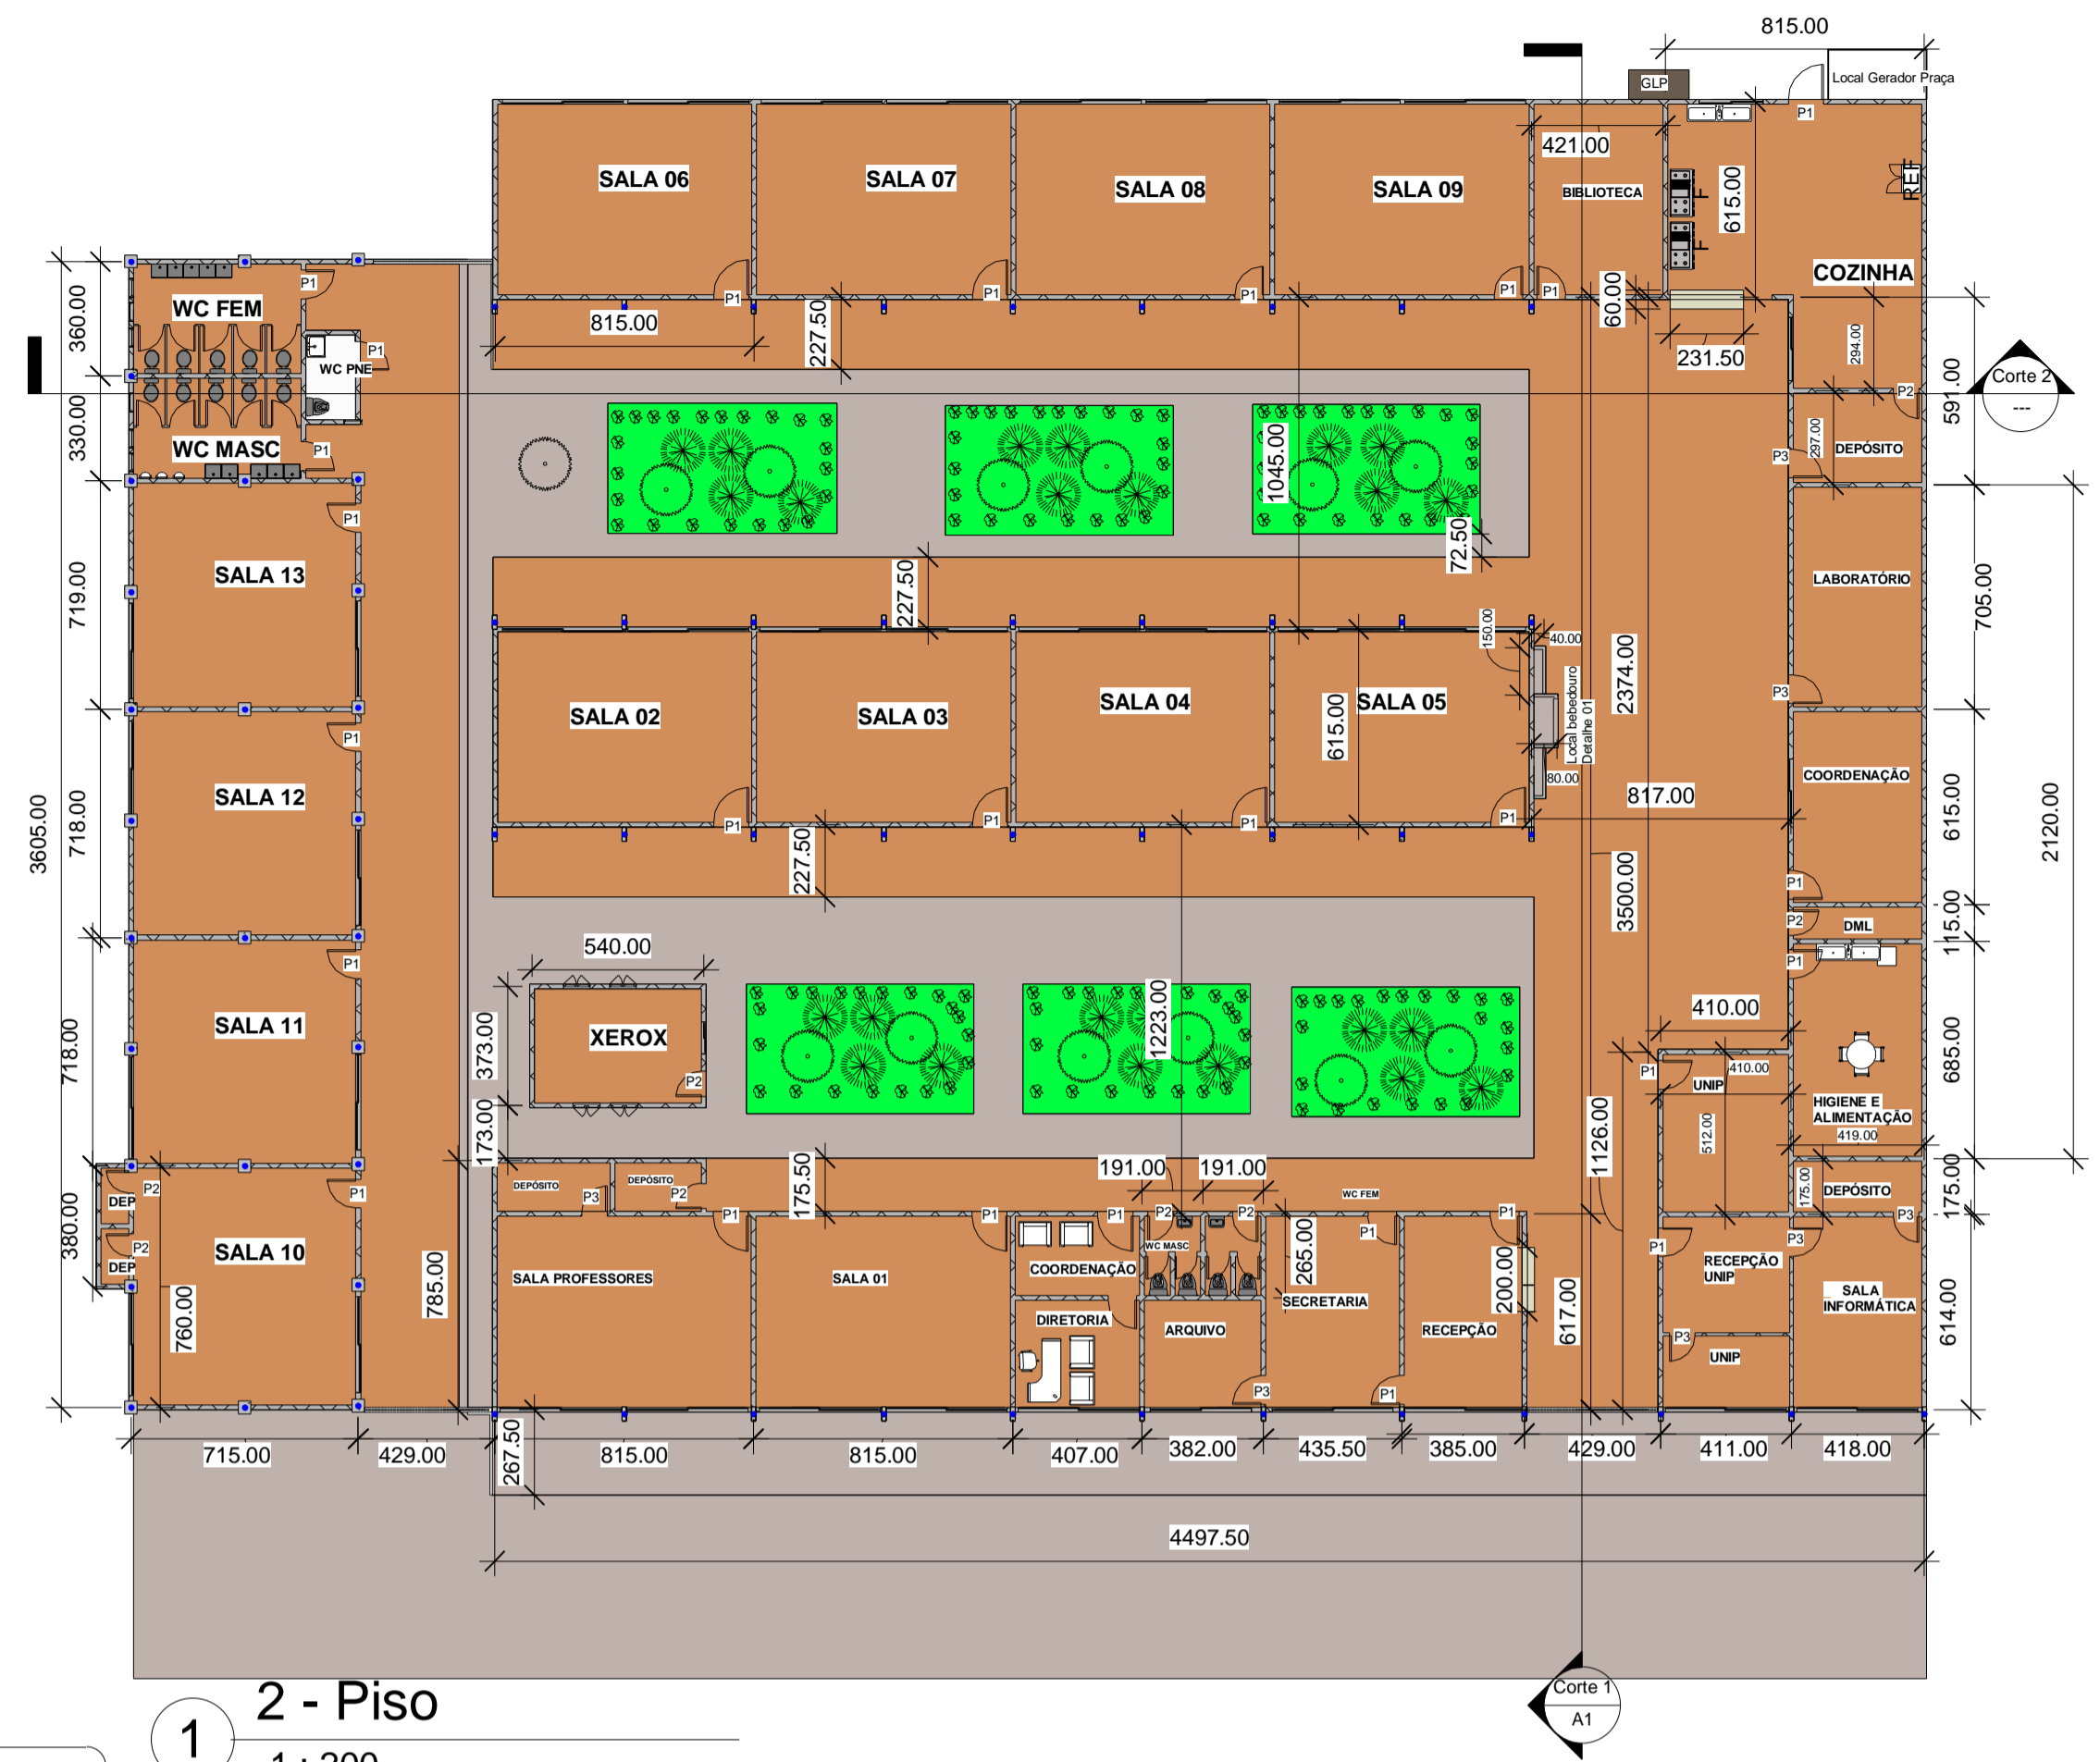 815.00
Local Gerador Praça
GLP
P1
421.00
SALA 06
SALA 07
SALA 08
SALA 09
BIBLIOTECA
F
F
615.00
REF
COZINHA
360.00
WC FEM
P1
P1
P1
P1
P1
P1
60.00
815.00
227.50
231.50
294.00
591.00
Corte 2
---
WC PNE
P1
P2
330.00
WC MASC
P1
1045.00
297.00
DEPÓSITO
P3
72.50
P1
SALA 13
719.00
227.50
LABORATÓRIO
705.00
150.00
40.00
2374.00
P3
SALA 02
SALA 03
SALA 04
SALA 05
615.00
Local bebedouro
Detalhe 01
80.00
P1
SALA 12
718.00
3605.00
COORDENAÇÃO
817.00
615.00
2120.00
P1
P1
P1
P1
227.50
3500.00
P1
P2
DML
115.00
P1
540.00
P1
SALA 11
718.00
373.00
XEROX
P2
1223.00
410.00
685.00
P1
UNIP
410.00
HIGIENE E
ALIMENTAÇÃO
419.00
512.00
173.00
1126.00
175.50
191.00
191.00
WC FEM
DEPÓSITO
DEPÓSITO
P3
P2
175.00
DEPÓSITO
175.00
P3
P2
DEP
P1
P2
DEP
380.00
SALA 10
760.00
785.00
P1
P1
P1
P2
P2
P1
P1
P1
P3
WC MASC
SALA PROFESSORES
SALA 01
COORDENAÇÃO
265.00
SECRETARIA
200.00
RECEPÇÃO
UNIP
SALA
INFORMÁTICA
DIRETORIA
ARQUIVO
RECEPÇÃO
617.00
614.00
P3
UNIP
P3
P1
715.00
429.00
267.50
815.00
815.00
407.00
382.00
435.50
385.00
429.00
411.00
418.00
4497.50
Corte 1
A1
1
2 - Piso
1 : 200